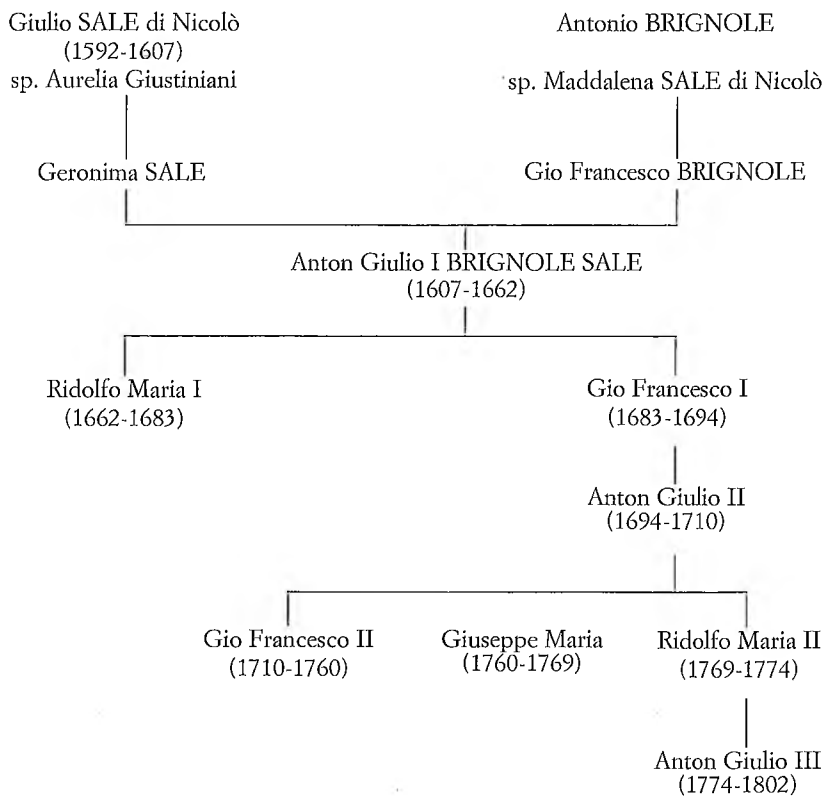 Giulio SALE di Nicolò
(1592-1607)
sp. Aurelia Giustiniani
Antonio BRIGNOLE
sp. Maddalena SALE di Nicolò
Geronima SALE
Gio Francesco BRIGNOLE
Anton Giulio I BRIGNOLE SALE
(1607-1662)
Ridolfo Maria I
(1662-1683)
Gio Francesco I
(1683-1694)
Anton Giulio II
(1694-1710)
Gio Francesco II
(1710-1760)
Giuseppe Maria
(1760-1769)
Ridolfo Maria II
(1769-1774)
Anton Giulio III
(1774-1802)